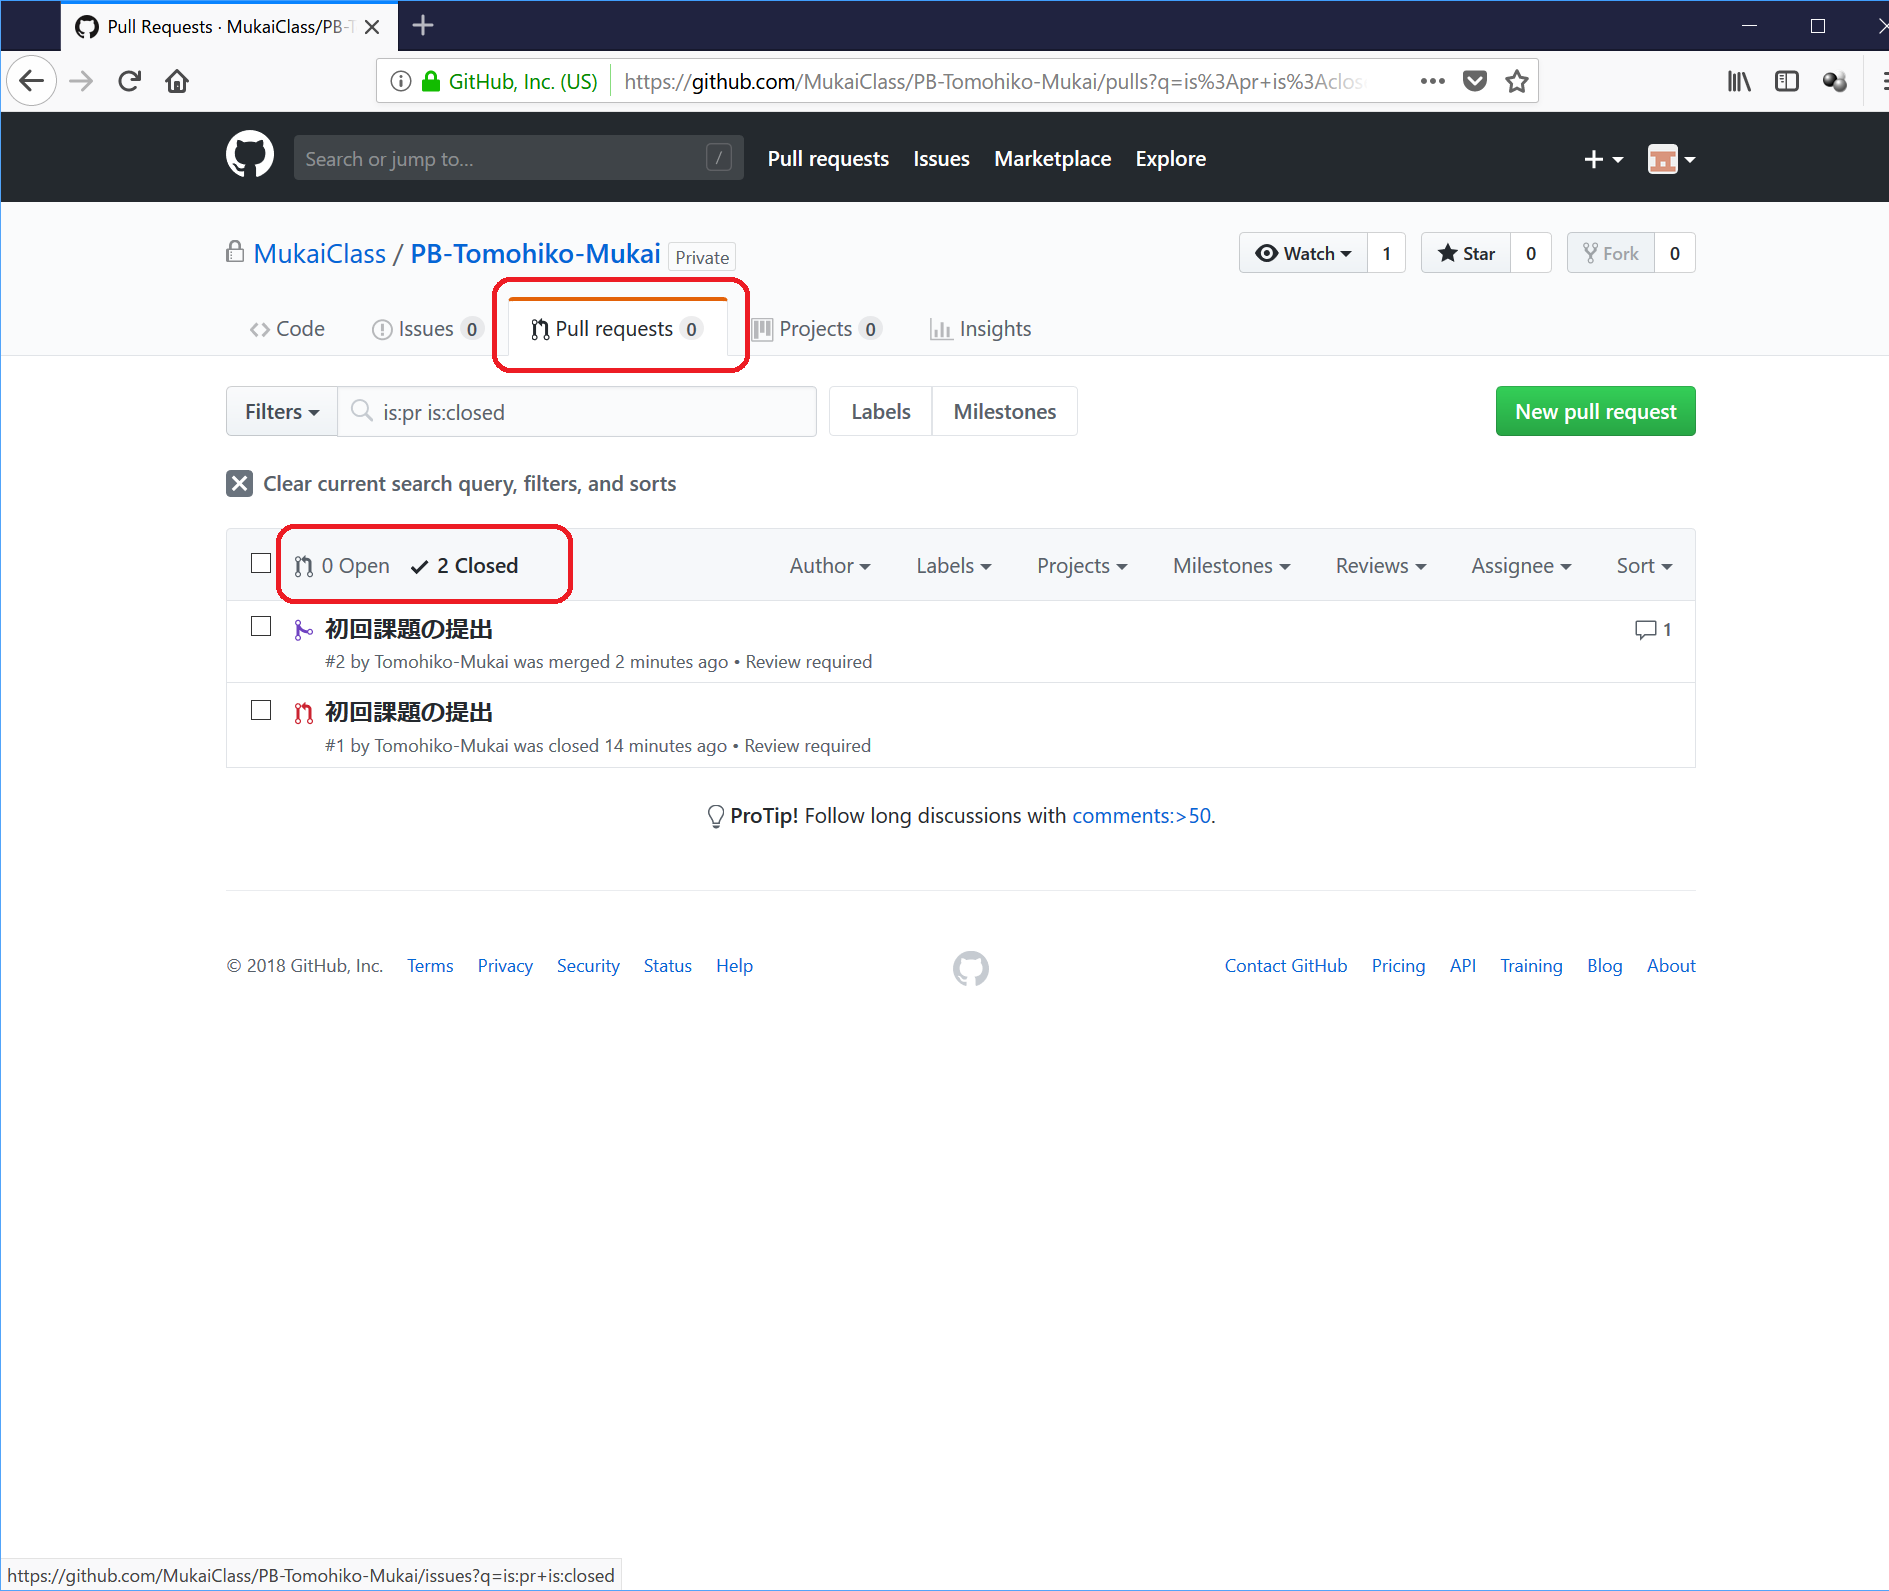 Pull Requests · MukaiClass/PB-T
GitHub, Inc. (US) https://github.com/MukaiClass/PB-Tomohiko-Mukai/pulls?q=is%3Apr+is%3Aclos
Search or jump to... / Pull requests Issues Marketplace Explore
MukaiClass / PB-Tomohiko-Mukai Private Watch 1 Star 0 Fork 0
Code Issues 0 Pull requests 0 Projects 0 Insights
Filters is:pr is:closed Labels Milestones New pull request
Clear current search query, filters, and sorts
0 Open 2 Closed Author Labels Projects Milestones Reviews Assignee Sort
初回課題の提出 1
#2 by Tomohiko-Mukai was merged 2 minutes ago • Review required
初回課題の提出
#1 by Tomohiko-Mukai was closed 14 minutes ago • Review required
ProTip! Follow long discussions with comments:>50.
© 2018 GitHub, Inc. Terms Privacy Security Status Help Contact GitHub Pricing API Training Blog About
https://github.com/MukaiClass/PB-Tomohiko-Mukai/issues?q=is:pr+is:closed